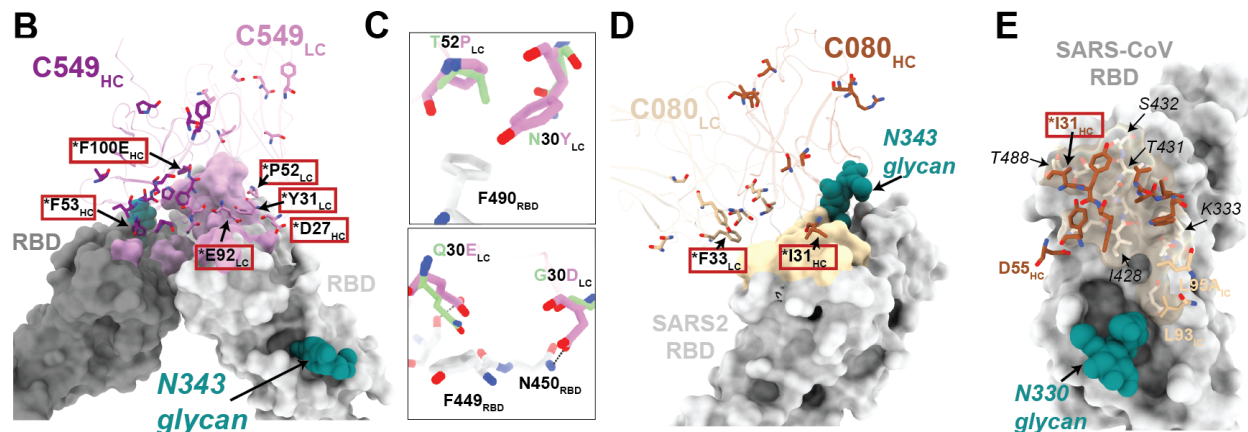 B
C549LC
C549HC
*F100EHC
*P52LC
*F53HC
*Y31LC
*D27HC
*E92LC
RBD
RBD
N343
glycan
C
T52PLC
N30YLC
F490RBD
Q30ELC
G30DLC
N450RBD
F449RBD
D
C080HC
C080LC
N343
glycan
*F33LC
*I31HC
SARS2
RBD
E
SARS-CoV
RBD
*I31HC
S432
T431
T488
K333
D55HC
I428
L95ALC
L93
N330
glycan